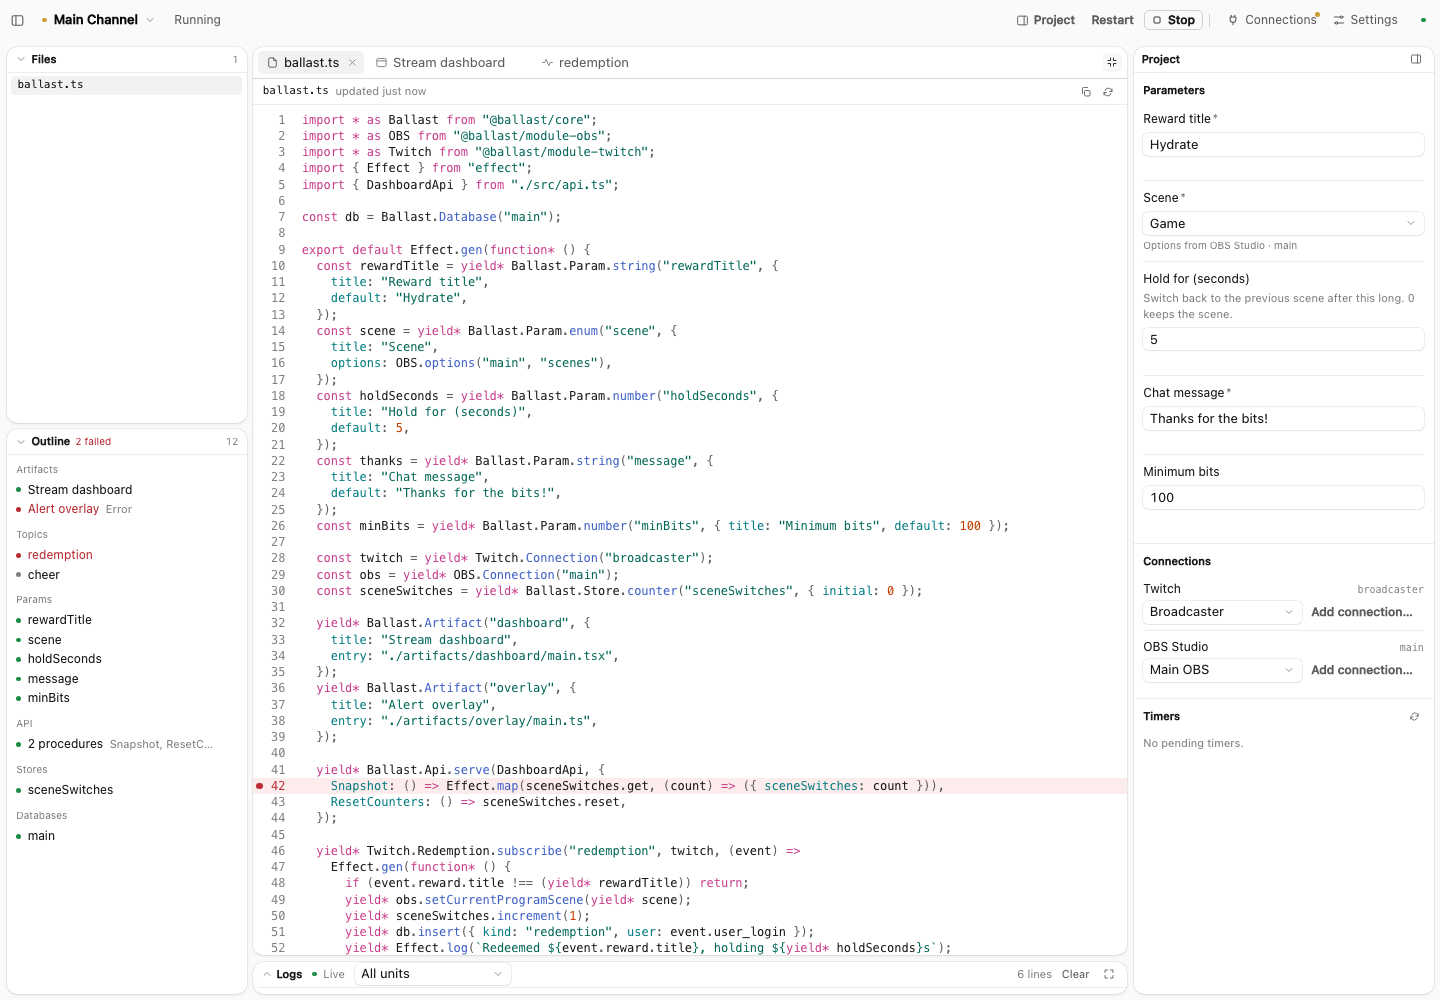 Main Channel
Running
Project
Restart
Stop
Connections
Settings
Files
1
ballast.ts
Outline 2 failed
12
Artifacts
Stream dashboard
Alert overlay Error
Topics
redemption
cheer
Params
rewardTitle
scene
holdSeconds
message
minBits
API
2 procedures Snapshot, ResetC...
Stores
sceneSwitches
Databases
main
ballast.ts
Stream dashboard
redemption
ballast.ts updated just now
1 import * as Ballast from "@ballast/core";
2 import * as OBS from "@ballast/module-obs";
3 import * as Twitch from "@ballast/module-twitch";
4 import { Effect } from "effect";
5 import { DashboardApi } from "./src/api.ts";
6
7 const db = Ballast.Database("main");
8
9 export default Effect.gen(function* () {
10   const rewardTitle = yield* Ballast.Param.string("rewardTitle", {
11     title: "Reward title",
12     default: "Hydrate",
13   });
14   const scene = yield* Ballast.Param.enum("scene", {
15     title: "Scene",
16     options: OBS.options("main", "scenes"),
17   });
18   const holdSeconds = yield* Ballast.Param.number("holdSeconds", {
19     title: "Hold for (seconds)",
20     default: 5,
21   });
22   const thanks = yield* Ballast.Param.string("message", {
23     title: "Chat message",
24     default: "Thanks for the bits!",
25   });
26   const minBits = yield* Ballast.Param.number("minBits", { title: "Minimum bits", default: 100 });
27
28   const twitch = yield* Twitch.Connection("broadcaster");
29   const obs = yield* OBS.Connection("main");
30   const sceneSwitches = yield* Ballast.Store.counter("sceneSwitches", { initial: 0 });
31
32   yield* Ballast.Artifact("dashboard", {
33     title: "Stream dashboard",
34     entry: "./artifacts/dashboard/main.tsx",
35   });
36   yield* Ballast.Artifact("overlay", {
37     title: "Alert overlay",
38     entry: "./artifacts/overlay/main.ts",
39   });
40
41   yield* Ballast.Api.serve(DashboardApi, {
42     Snapshot: () => Effect.map(sceneSwitches.get, (count) => ({ sceneSwitches: count })),
43     ResetCounters: () => sceneSwitches.reset,
44   });
45
46   yield* Twitch.Redemption.subscribe("redemption", twitch, (event) =>
47     Effect.gen(function* () {
48       if (event.reward.title !== (yield* rewardTitle)) return;
49       yield* obs.setCurrentProgramScene(yield* scene);
50       yield* sceneSwitches.increment(1);
51       yield* db.insert({ kind: "redemption", user: event.user_login });
52       yield* Effect.log(`Redeemed ${event.reward.title}, holding ${yield* holdSeconds}s`);
Logs
Live
All units
6 lines
Clear
Project
Parameters
Reward title*
Hydrate
Scene*
Game
Options from OBS Studio · main
Hold for (seconds)
Switch back to the previous scene after this long. 0
keeps the scene.
5
Chat message*
Thanks for the bits!
Minimum bits
100
Connections
Twitch
broadcaster
Broadcaster
Add connection...
OBS Studio
main
Main OBS
Add connection...
Timers
No pending timers.